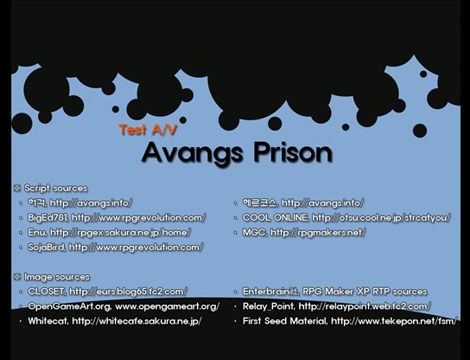 Test A/V
Avangs Prison
※ Script sources
· 허걱, http://avangs.info/
· 헤르코스, http://avangs.info/
· BigEd781, http://www.rpgrevolution.com/
· COOL ONLINE, http://ofsu.cool.ne.jp/strcatyou/
· Enu, http://rpgex.sakura.ne.jp/home/
· MGC, http://rpgmakers.net/
· SojaBird, http://www.rpgrevolution.com/
※ Image sources
· CLOSET, http://eurs.blog65.fc2.com/
· Enterbrain社, RPG Maker XP RTP sources
· OpenGameArt.org, www.opengameart.org/
· Relay_Point, http://relaypoint.web.fc2.com/
· Whitecat, http://whitecafe.sakura.ne.jp/
· First Seed Material, http://www.tekepon.net/fsm/